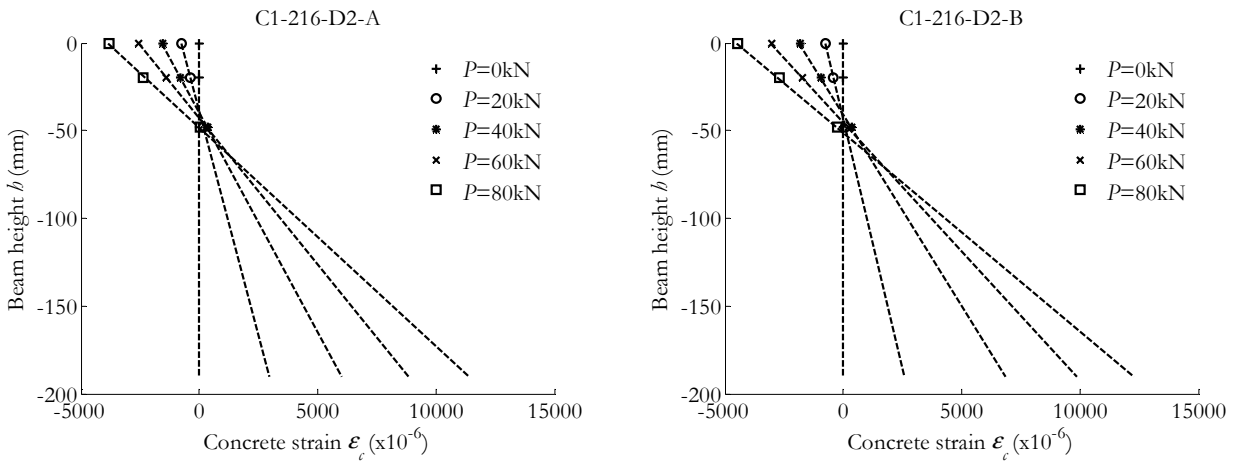 C1-216-D2-A
0
-50
-100
-150
-200
-5000 0 5000 10000 15000
Beam height h (mm)
Concrete strain ε_c (x10^-6)
P=0kN
P=20kN
P=40kN
P=60kN
P=80kN
C1-216-D2-B
0
-50
-100
-150
-200
-5000 0 5000 10000 15000
Beam height h (mm)
Concrete strain ε_c (x10^-6)
P=0kN
P=20kN
P=40kN
P=60kN
P=80kN